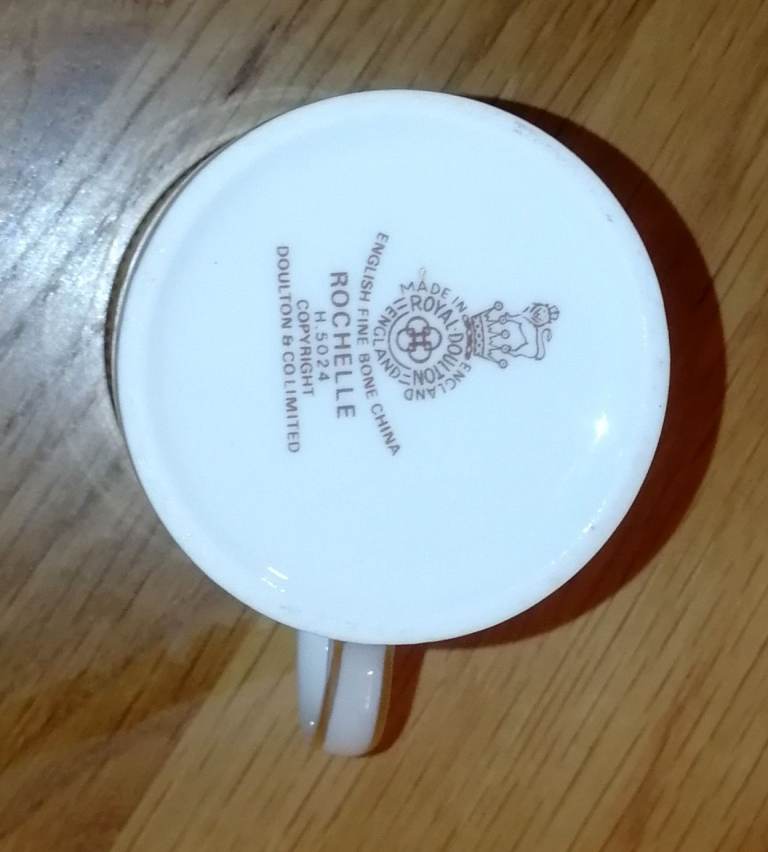 MADE IN ENGLAND
ROYAL·DOULTON
ENGLAND
ENGLISH FINE BONE CHINA
ROCHELLE
H.5024
COPYRIGHT
DOULTON & CO LIMITED